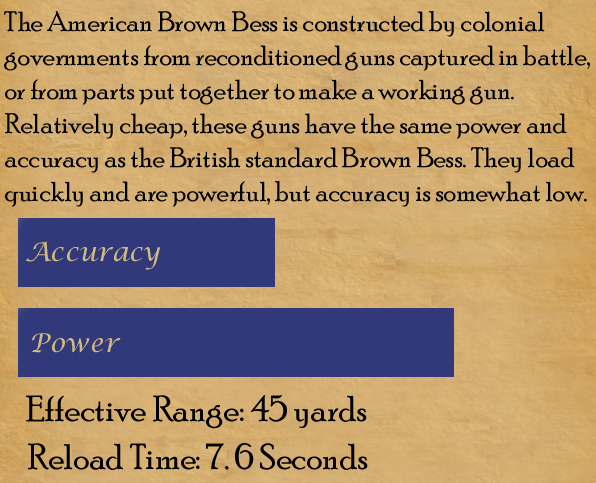 The American Brown Bess is constructed by colonial
governments from reconditioned guns captured in battle,
or from parts put together to make a working gun.
Relatively cheap, these guns have the same power and
accuracy as the British standard Brown Bess. They load
quickly and are powerful, but accuracy is somewhat low.
Accuracy
Power
Effective Range: 45 yards
Reload Time: 7.6 Seconds